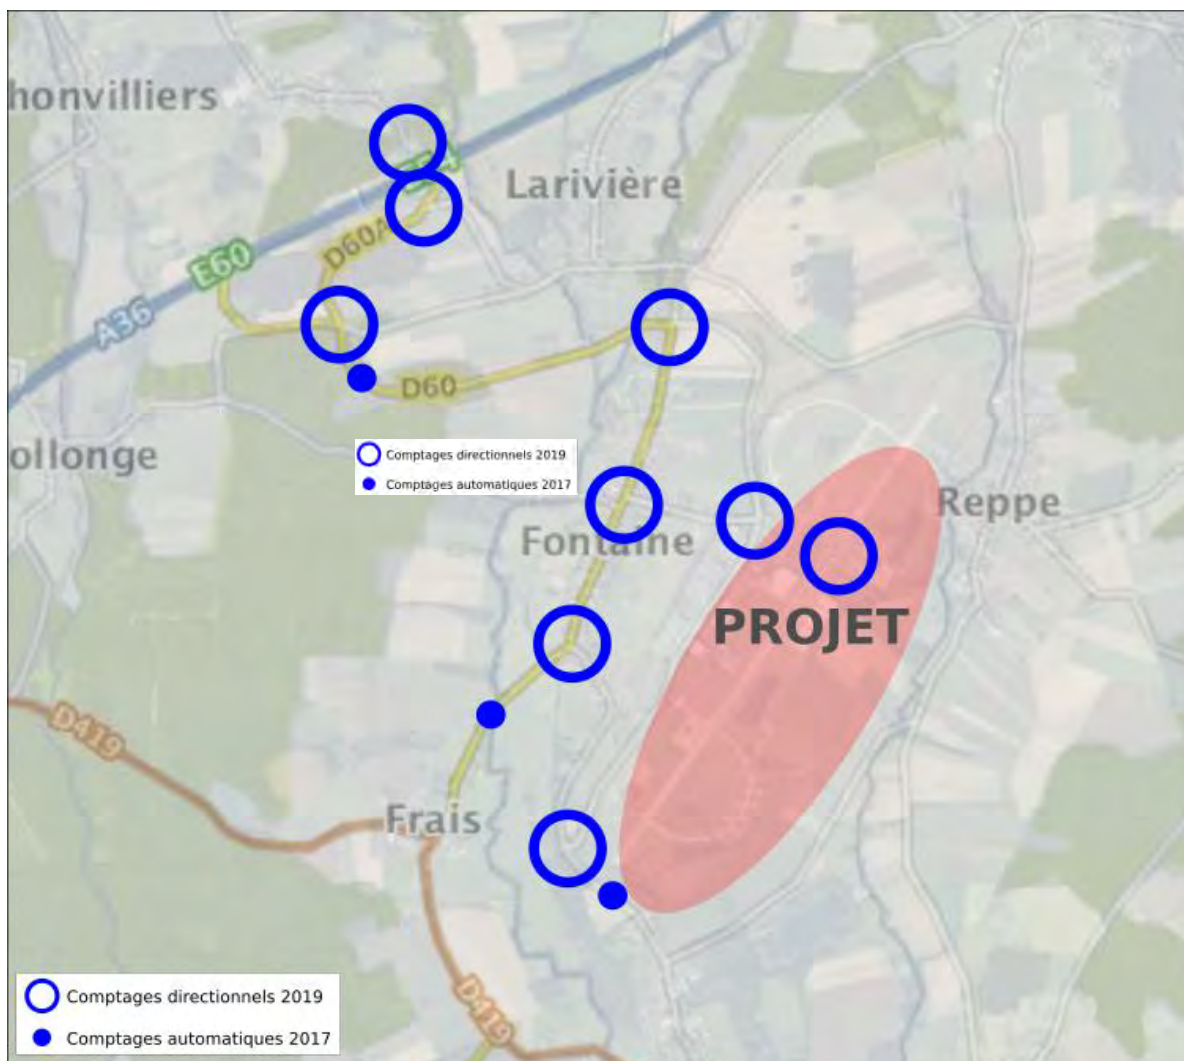 honvilliers
E54
Larivière
D60A
E60
A36
D60
ollonge
Comptages directionnels 2019
Comptages automatiques 2017
Reppe
Fontaine
PROJET
D419
Frais
D419
Comptages directionnels 2019
Comptages automatiques 2017